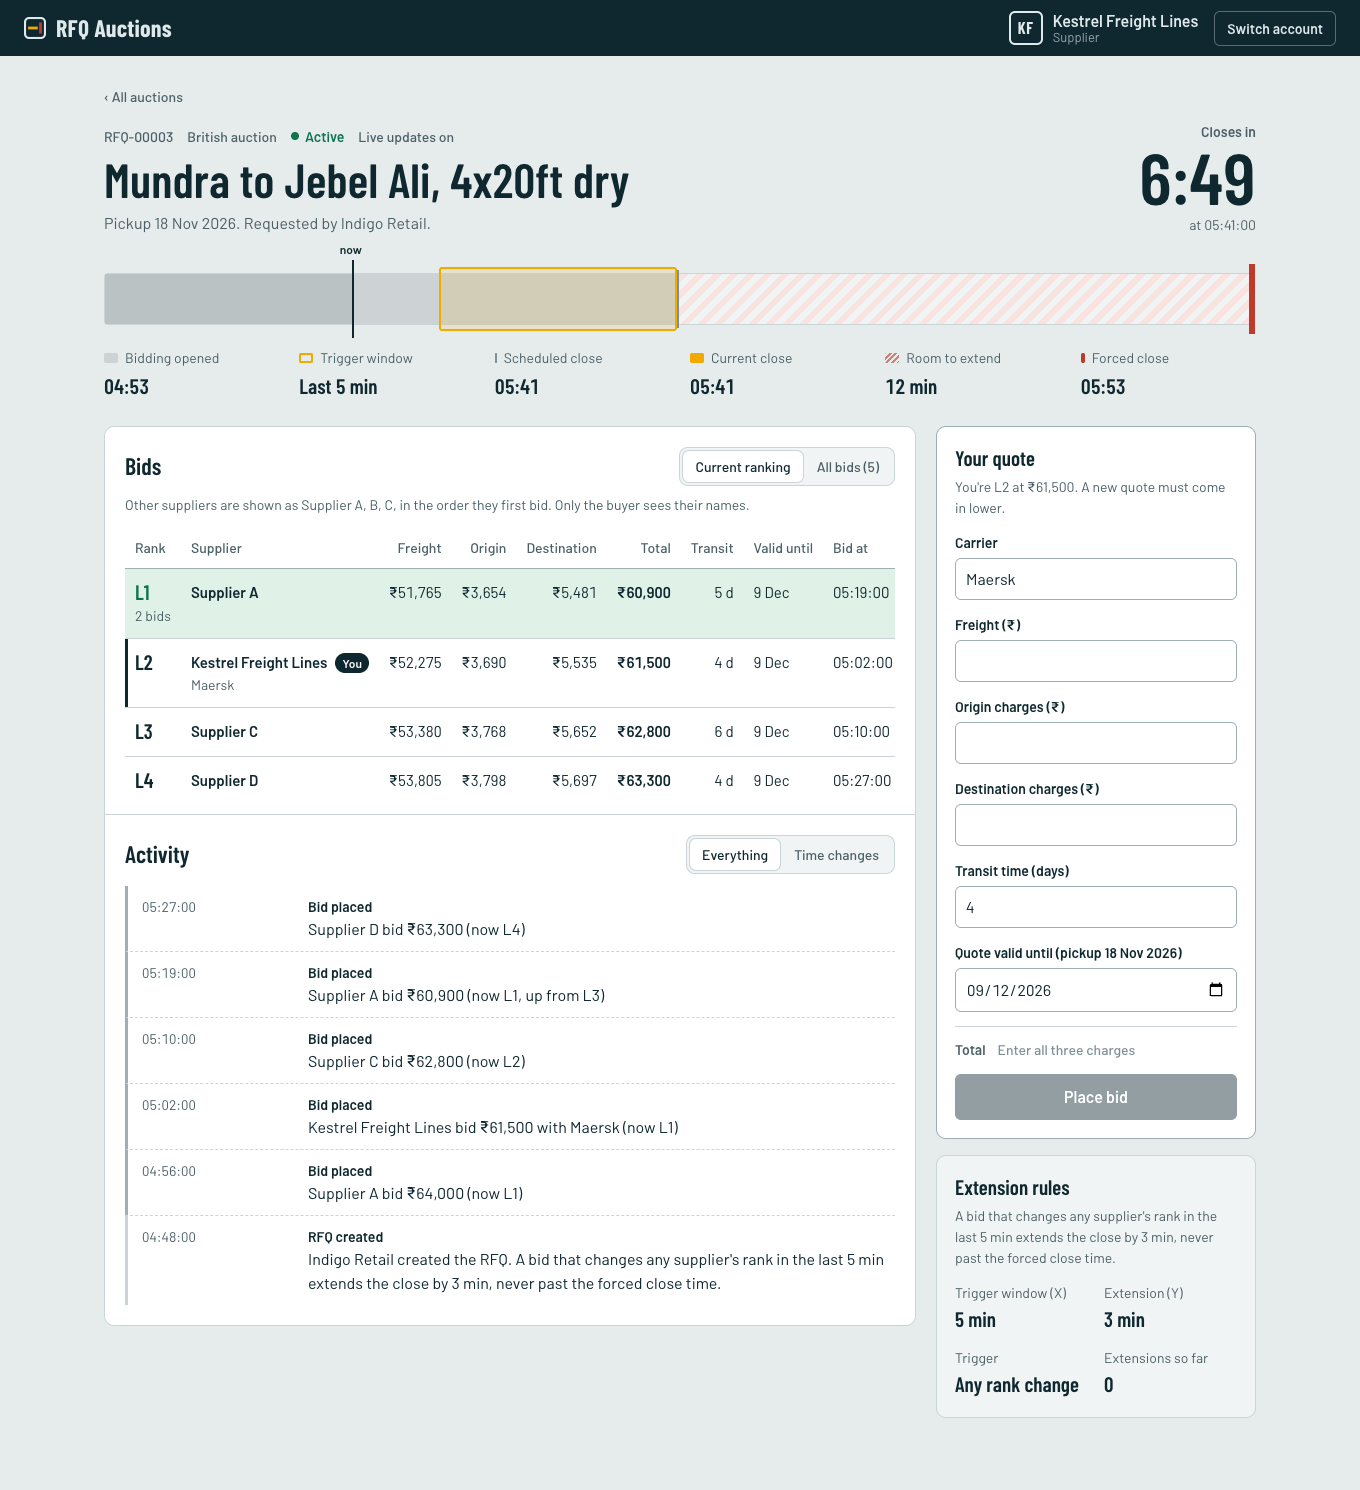 RFQ Auctions
KF
Kestrel Freight Lines
Supplier
Switch account
‹ All auctions
RFQ-00003 British auction Active Live updates on
Mundra to Jebel Ali, 4x20ft dry
Pickup 18 Nov 2026. Requested by Indigo Retail.
Closes in
6:49
at 05:41:00
now
Bidding opened
04:53
Trigger window
Last 5 min
Scheduled close
05:41
Current close
05:41
Room to extend
12 min
Forced close
05:53
Bids
Current ranking All bids (5)
Other suppliers are shown as Supplier A, B, C, in the order they first bid. Only the buyer sees their names.
Rank Supplier Freight Origin Destination Total Transit Valid until Bid at
L1 Supplier A ₹51,765 ₹3,654 ₹5,481 ₹60,900 5 d 9 Dec 05:19:00
2 bids
L2 Kestrel Freight Lines You ₹52,275 ₹3,690 ₹5,535 ₹61,500 4 d 9 Dec 05:02:00
Maersk
L3 Supplier C ₹53,380 ₹3,768 ₹5,652 ₹62,800 6 d 9 Dec 05:10:00
L4 Supplier D ₹53,805 ₹3,798 ₹5,697 ₹63,300 4 d 9 Dec 05:27:00
Activity
Everything Time changes
05:27:00 Bid placed
Supplier D bid ₹63,300 (now L4)
05:19:00 Bid placed
Supplier A bid ₹60,900 (now L1, up from L3)
05:10:00 Bid placed
Supplier C bid ₹62,800 (now L2)
05:02:00 Bid placed
Kestrel Freight Lines bid ₹61,500 with Maersk (now L1)
04:56:00 Bid placed
Supplier A bid ₹64,000 (now L1)
04:48:00 RFQ created
Indigo Retail created the RFQ. A bid that changes any supplier's rank in the last 5 min
extends the close by 3 min, never past the forced close time.
Your quote
You're L2 at ₹61,500. A new quote must come
in lower.
Carrier
Maersk
Freight (₹)
Origin charges (₹)
Destination charges (₹)
Transit time (days)
4
Quote valid until (pickup 18 Nov 2026)
09/12/2026
Total Enter all three charges
Place bid
Extension rules
A bid that changes any supplier's rank in the
last 5 min extends the close by 3 min, never
past the forced close time.
Trigger window (X) Extension (Y)
5 min 3 min
Trigger Extensions so far
Any rank change 0